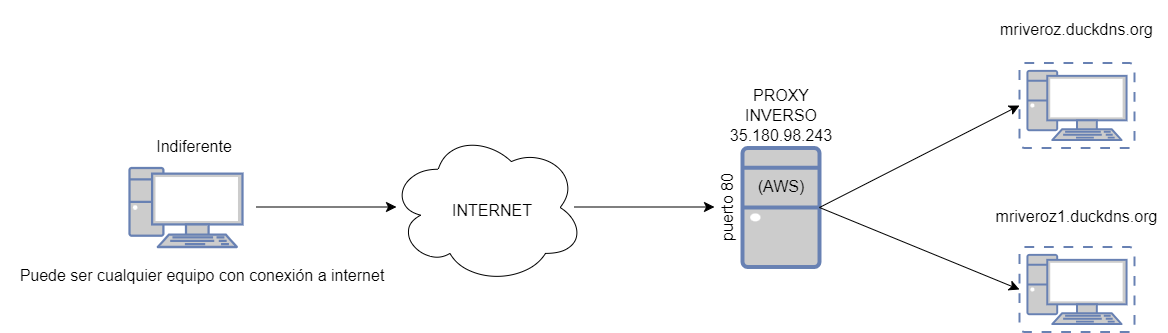 mriveroz.duckdns.org
PROXY
INVERSO
35.180.98.243
Indiferente
(AWS)
puerto 80
INTERNET
mriveroz1.duckdns.org
Puede ser cualquier equipo con conexión a internet